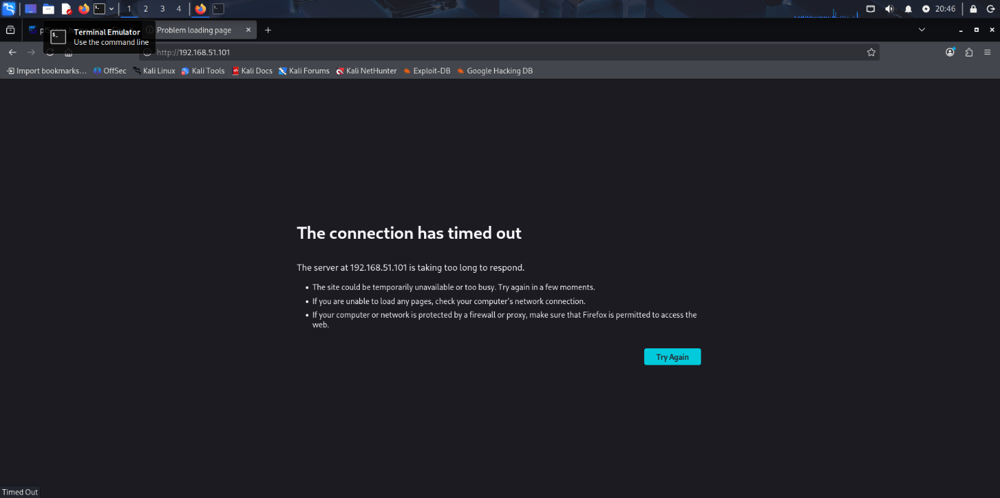 1 2 3 4
20:46
Terminal Emulator
Use the command line
Problem loading page
http://192.168.51.101
Import bookmarks...
OffSec
Kali Linux
Kali Tools
Kali Docs
Kali Forums
Kali NetHunter
Exploit-DB
Google Hacking DB
The connection has timed out
The server at 192.168.51.101 is taking too long to respond.
• The site could be temporarily unavailable or too busy. Try again in a few moments.
• If you are unable to load any pages, check your computer's network connection.
• If your computer or network is protected by a firewall or proxy, make sure that Firefox is permitted to access the
web.
Try Again
Timed Out